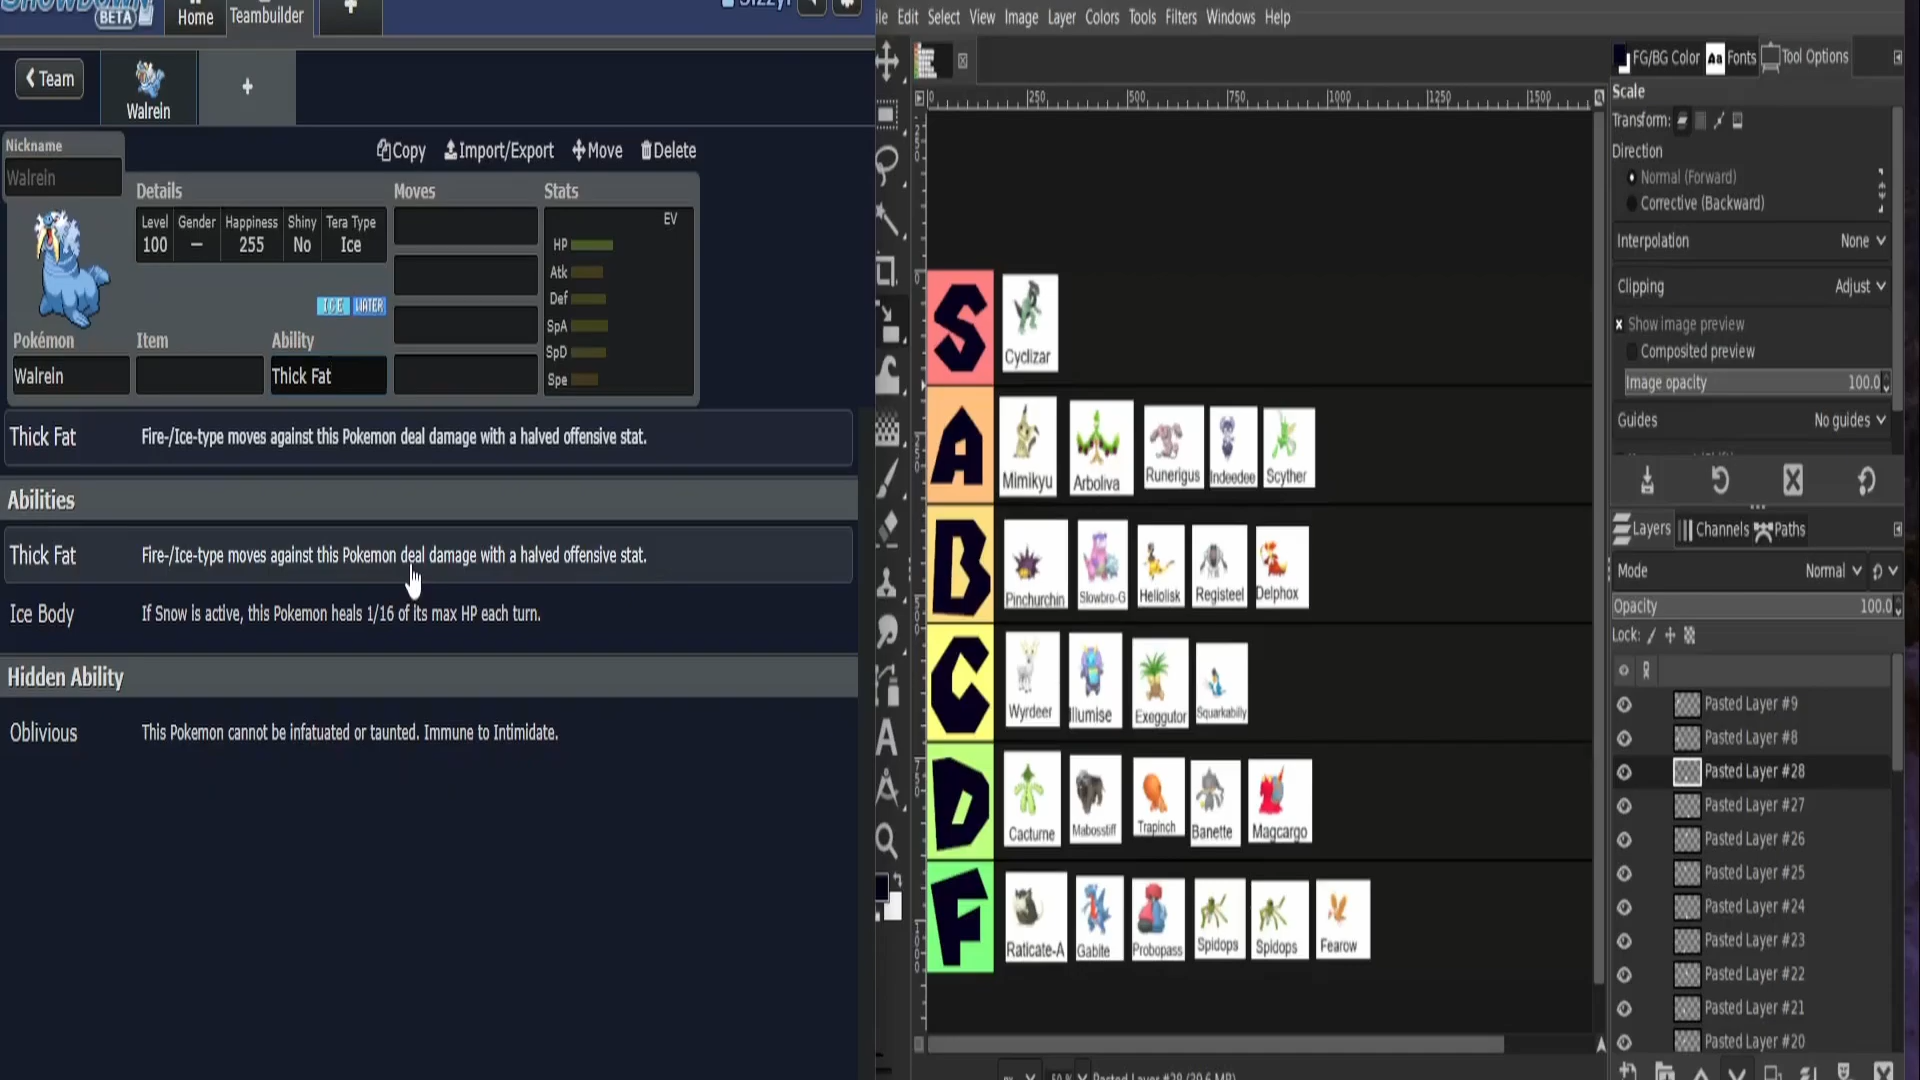 SHOWDOWN
BETA
Home
Teambuilder
+
Team
Walrein
+
Nickname
Walrein
Copy
Import/Export
Move
Delete
Details
Moves
Stats
Level
Gender
Happiness
Shiny
Tera Type
100
—
255
No
Ice
EV
HP
Atk
Def
SpA
SpD
Spe
ICE WATER
Pokémon
Item
Ability
Walrein
Thick Fat
Thick Fat Fire-/Ice-type moves against this Pokemon deal damage with a halved offensive stat.
Abilities
Thick Fat Fire-/Ice-type moves against this Pokemon deal damage with a halved offensive stat.
Ice Body If Snow is active, this Pokemon heals 1/16 of its max HP each turn.
Hidden Ability
Oblivious This Pokemon cannot be infatuated or taunted. Immune to Intimidate.
ile Edit Select View Image Layer Colors Tools Filters Windows Help
0 250 500 750 1000 1250 1500
S
Cyclizar
A
Mimikyu Arboliva Runerigus Indeedee Scyther
B
Pinchurchin Slowbro-G Heliolisk Registeel Delphox
C
Wyrdeer Illumise Exeggutor Squarkabilly
D
Cacturne Mabosstiff Trapinch Banette Magcargo
F
Raticate-A Gabite Probopass Spidops Spidops Fearow
FG/BG Color
Aa Fonts
Tool Options
Scale
Transform:
Direction
Normal (Forward)
Corrective (Backward)
Interpolation None
Clipping Adjust
Show image preview
Composited preview
Image opacity 100.0
Guides No guides
Layers Channels Paths
Mode Normal
Opacity 100.0
Lock:
Pasted Layer #9
Pasted Layer #8
Pasted Layer #28
Pasted Layer #27
Pasted Layer #26
Pasted Layer #25
Pasted Layer #24
Pasted Layer #23
Pasted Layer #22
Pasted Layer #21
Pasted Layer #20